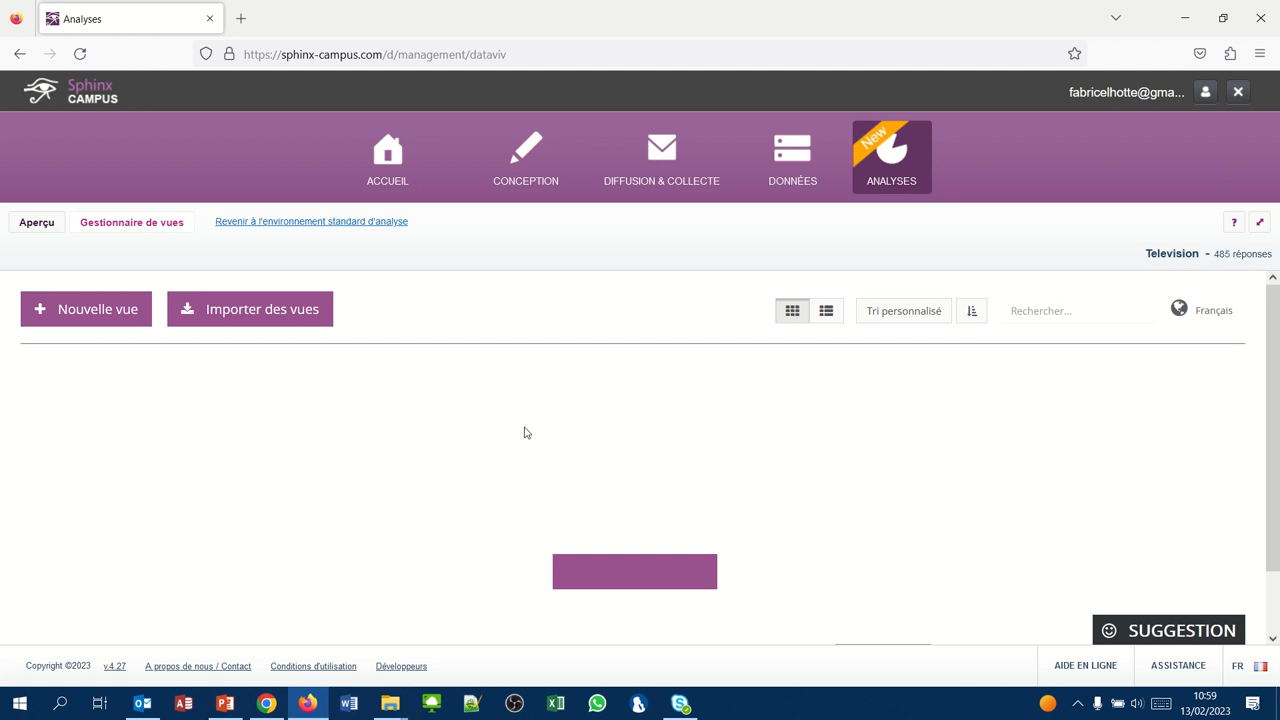 Analyses
https://sphinx-campus.com/d/management/dataviv
Sphinx
CAMPUS
fabricelhotte@gma...
ACCUEIL
CONCEPTION
DIFFUSION & COLLECTE
DONNÉES
New
ANALYSES
Aperçu
Gestionnaire de vues
Revenir à l'environnement standard d'analyse
?
Television - 485 réponses
Nouvelle vue
Importer des vues
Tri personnalisé
Rechercher...
Français
SUGGESTION
Copyright ©2023
v.4.27
A propos de nous / Contact
Conditions d'utilisation
Développeurs
AIDE EN LIGNE
ASSISTANCE
FR
10:59
13/02/2023